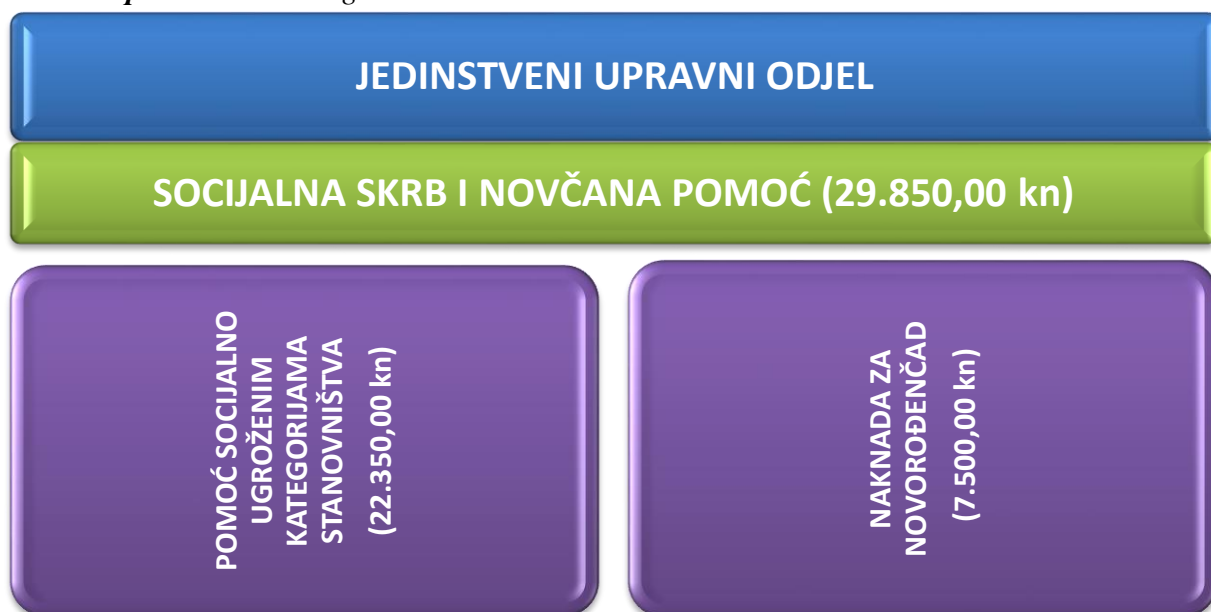 JEDINSTVENI UPRAVNI ODJEL
SOCIJALNA SKRB I NOVČANA POMOĆ (29.850,00 kn)
POMOĆ SOCIJALNO
UGROŽENIM
KATEGORIJAMA
STANOVNIŠTVA
(22.350,00 kn)
NAKNADA ZA
NOVOROĐENČAD
(7.500,00 kn)